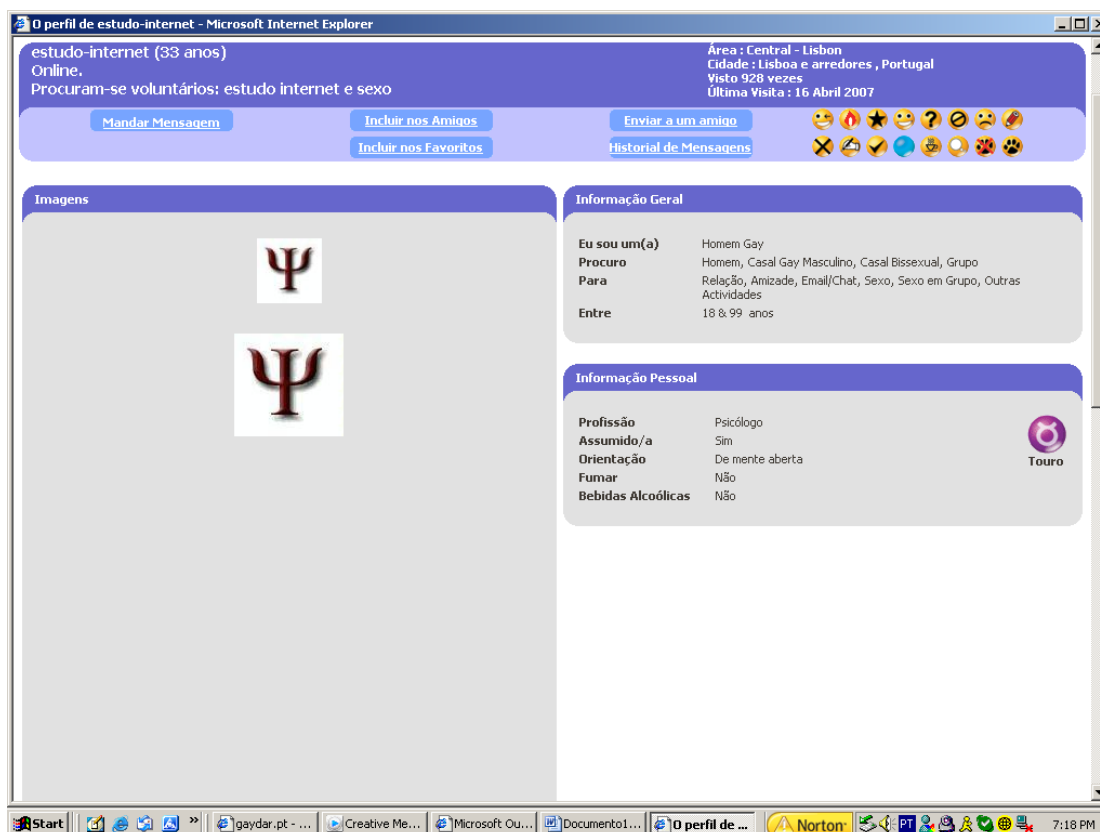 O perfil de estudo-internet - Microsoft Internet Explorer
estudo-internet (33 anos)
Online.
Procuram-se voluntários: estudo internet e sexo
Área : Central - Lisbon
Cidade : Lisboa e arredores , Portugal
Visto 928 vezes
Última Visita : 16 Abril 2007
Mandar Mensagem
Incluir nos Amigos
Enviar a um amigo
Incluir nos Favoritos
Historial de Mensagens
Imagens
Ψ
Ψ
Informação Geral
Eu sou um(a) Homem Gay
Procuro Homem, Casal Gay Masculino, Casal Bissexual, Grupo
Para Relação, Amizade, Email/Chat, Sexo, Sexo em Grupo, Outras
Actividades
Entre 18 & 99 anos
Informação Pessoal
Profissão Psicólogo
Assumido/a Sim
Orientação De mente aberta
Fumar Não
Bebidas Alcoólicas Não
Touro
Start
gaydar.pt - ...
Creative Me...
Microsoft Ou...
Documento1...
O perfil de ...
Norton
PT
7:18 PM